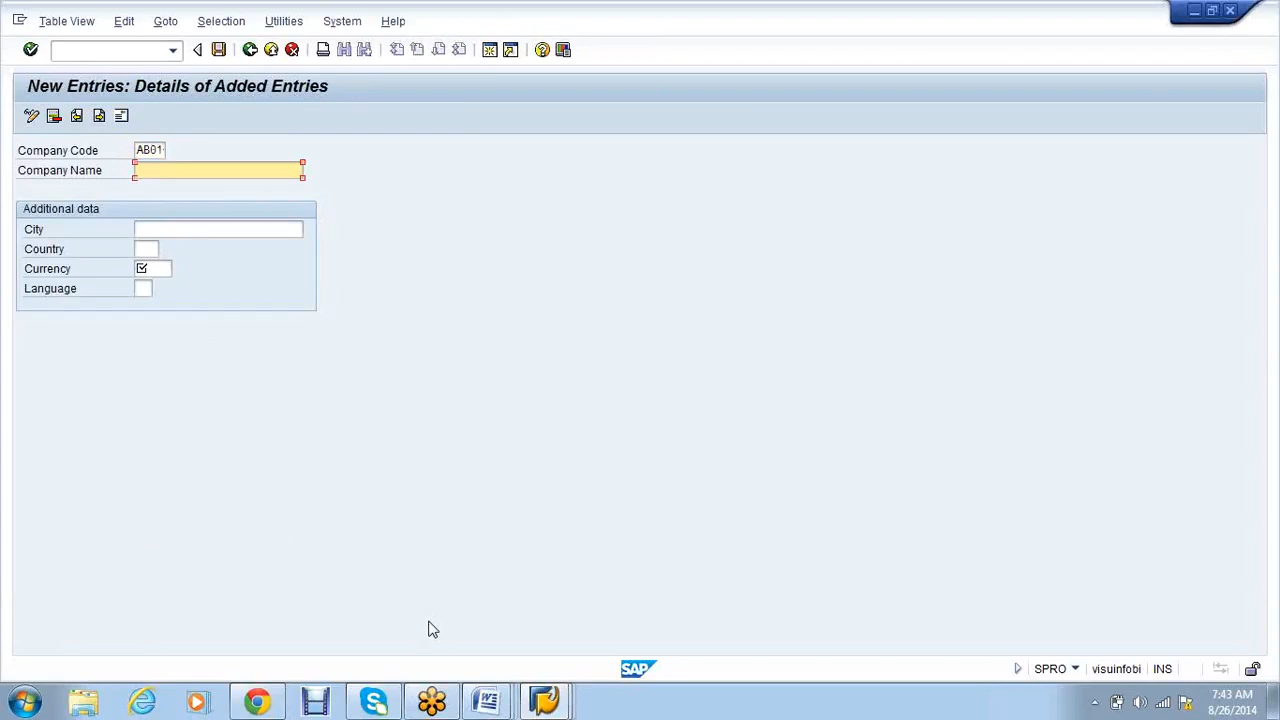 Table View Edit Goto Selection Utilities System Help
New Entries: Details of Added Entries
Company Code AB01
Company Name
Additional data
City
Country
Currency
Language
SAP
SPRO visuinfobi INS
7:43 AM
8/26/2014